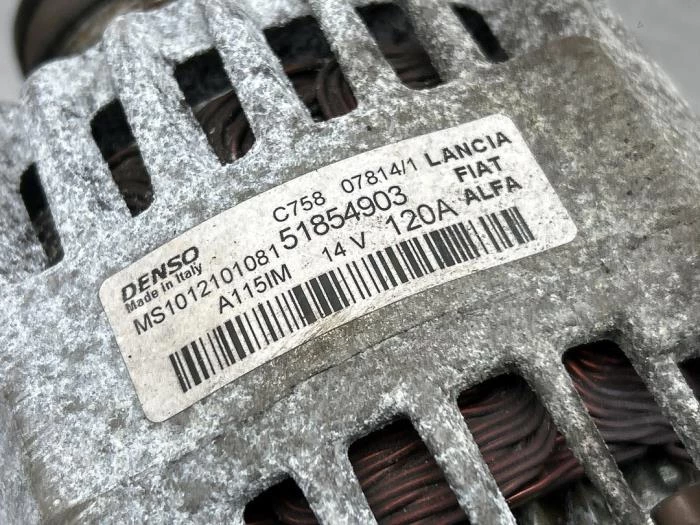 C758 07814/1 LANCIA
DENSO 51854903 FIAT
Made in Italy
MS1012101081 14 V 120A ALFA
A115IM